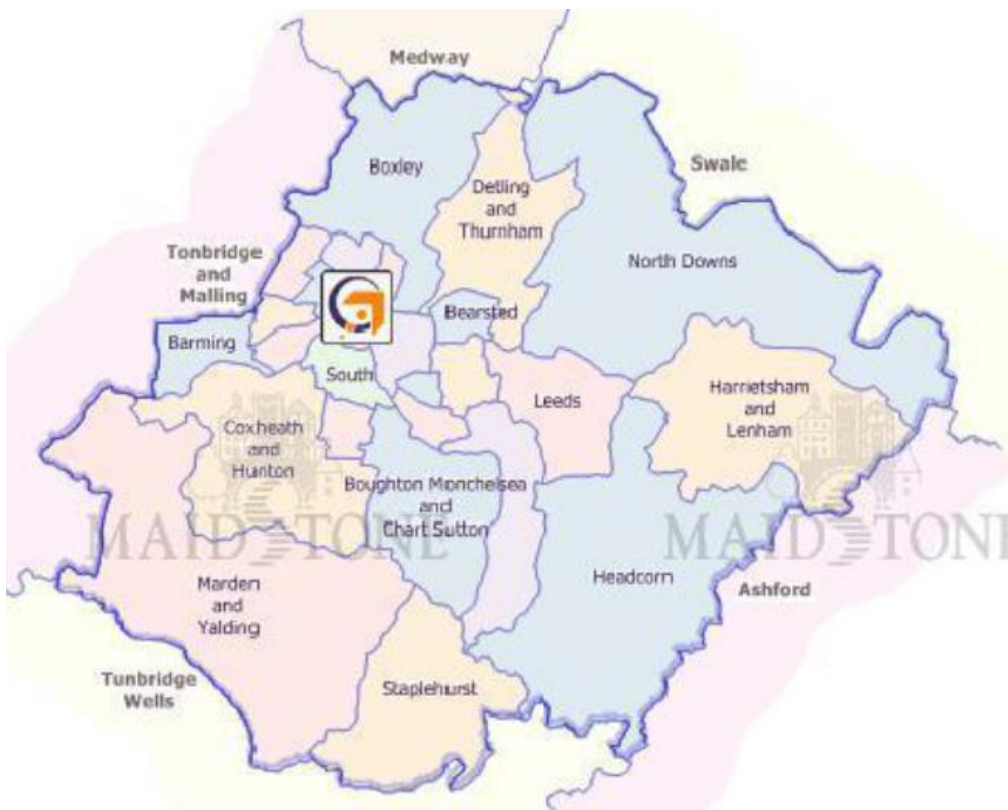 Medway
Boxley
Swale
Detling
and
Thurnham
Tonbridge
and
Malling
North Downs
Bearsted
Barming
South
Leeds
Harrietsham
and
Lenham
Coxheath
and
Hunton
Boughton Monchelsea
and
Chart Sutton
MAIDSTONE
MAIDSTONE
Headcorn
Ashford
Marden
and
Yalding
Tunbridge
Wells
Staplehurst